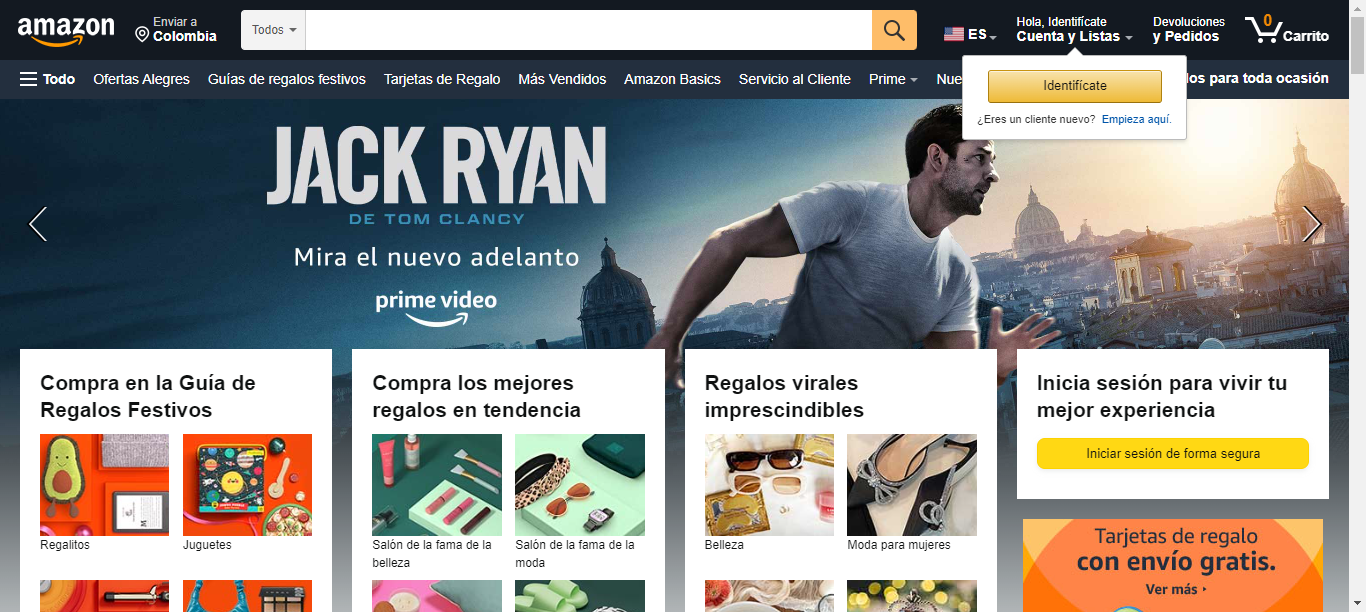 amazon
Enviar a
Colombia
Todos
ES
Hola, Identifícate
Cuenta y Listas
Devoluciones
y Pedidos
0
Carrito
Todo
Ofertas Alegres
Guías de regalos festivos
Tarjetas de Regalo
Más Vendidos
Amazon Basics
Servicio al Cliente
Prime
Nue
los para toda ocasión
Identifícate
¿Eres un cliente nuevo? Empieza aquí.
JACK RYAN
DE TOM CLANCY
Mira el nuevo adelanto
prime video
Compra en la Guía de
Regalos Festivos
Regalitos
Juguetes
Compra los mejores
regalos en tendencia
Salón de la fama de la
belleza
Salón de la fama de la
moda
Regalos virales
imprescindibles
Belleza
Moda para mujeres
Inicia sesión para vivir tu
mejor experiencia
Iniciar sesión de forma segura
Tarjetas de regalo
con envío gratis.
Ver más